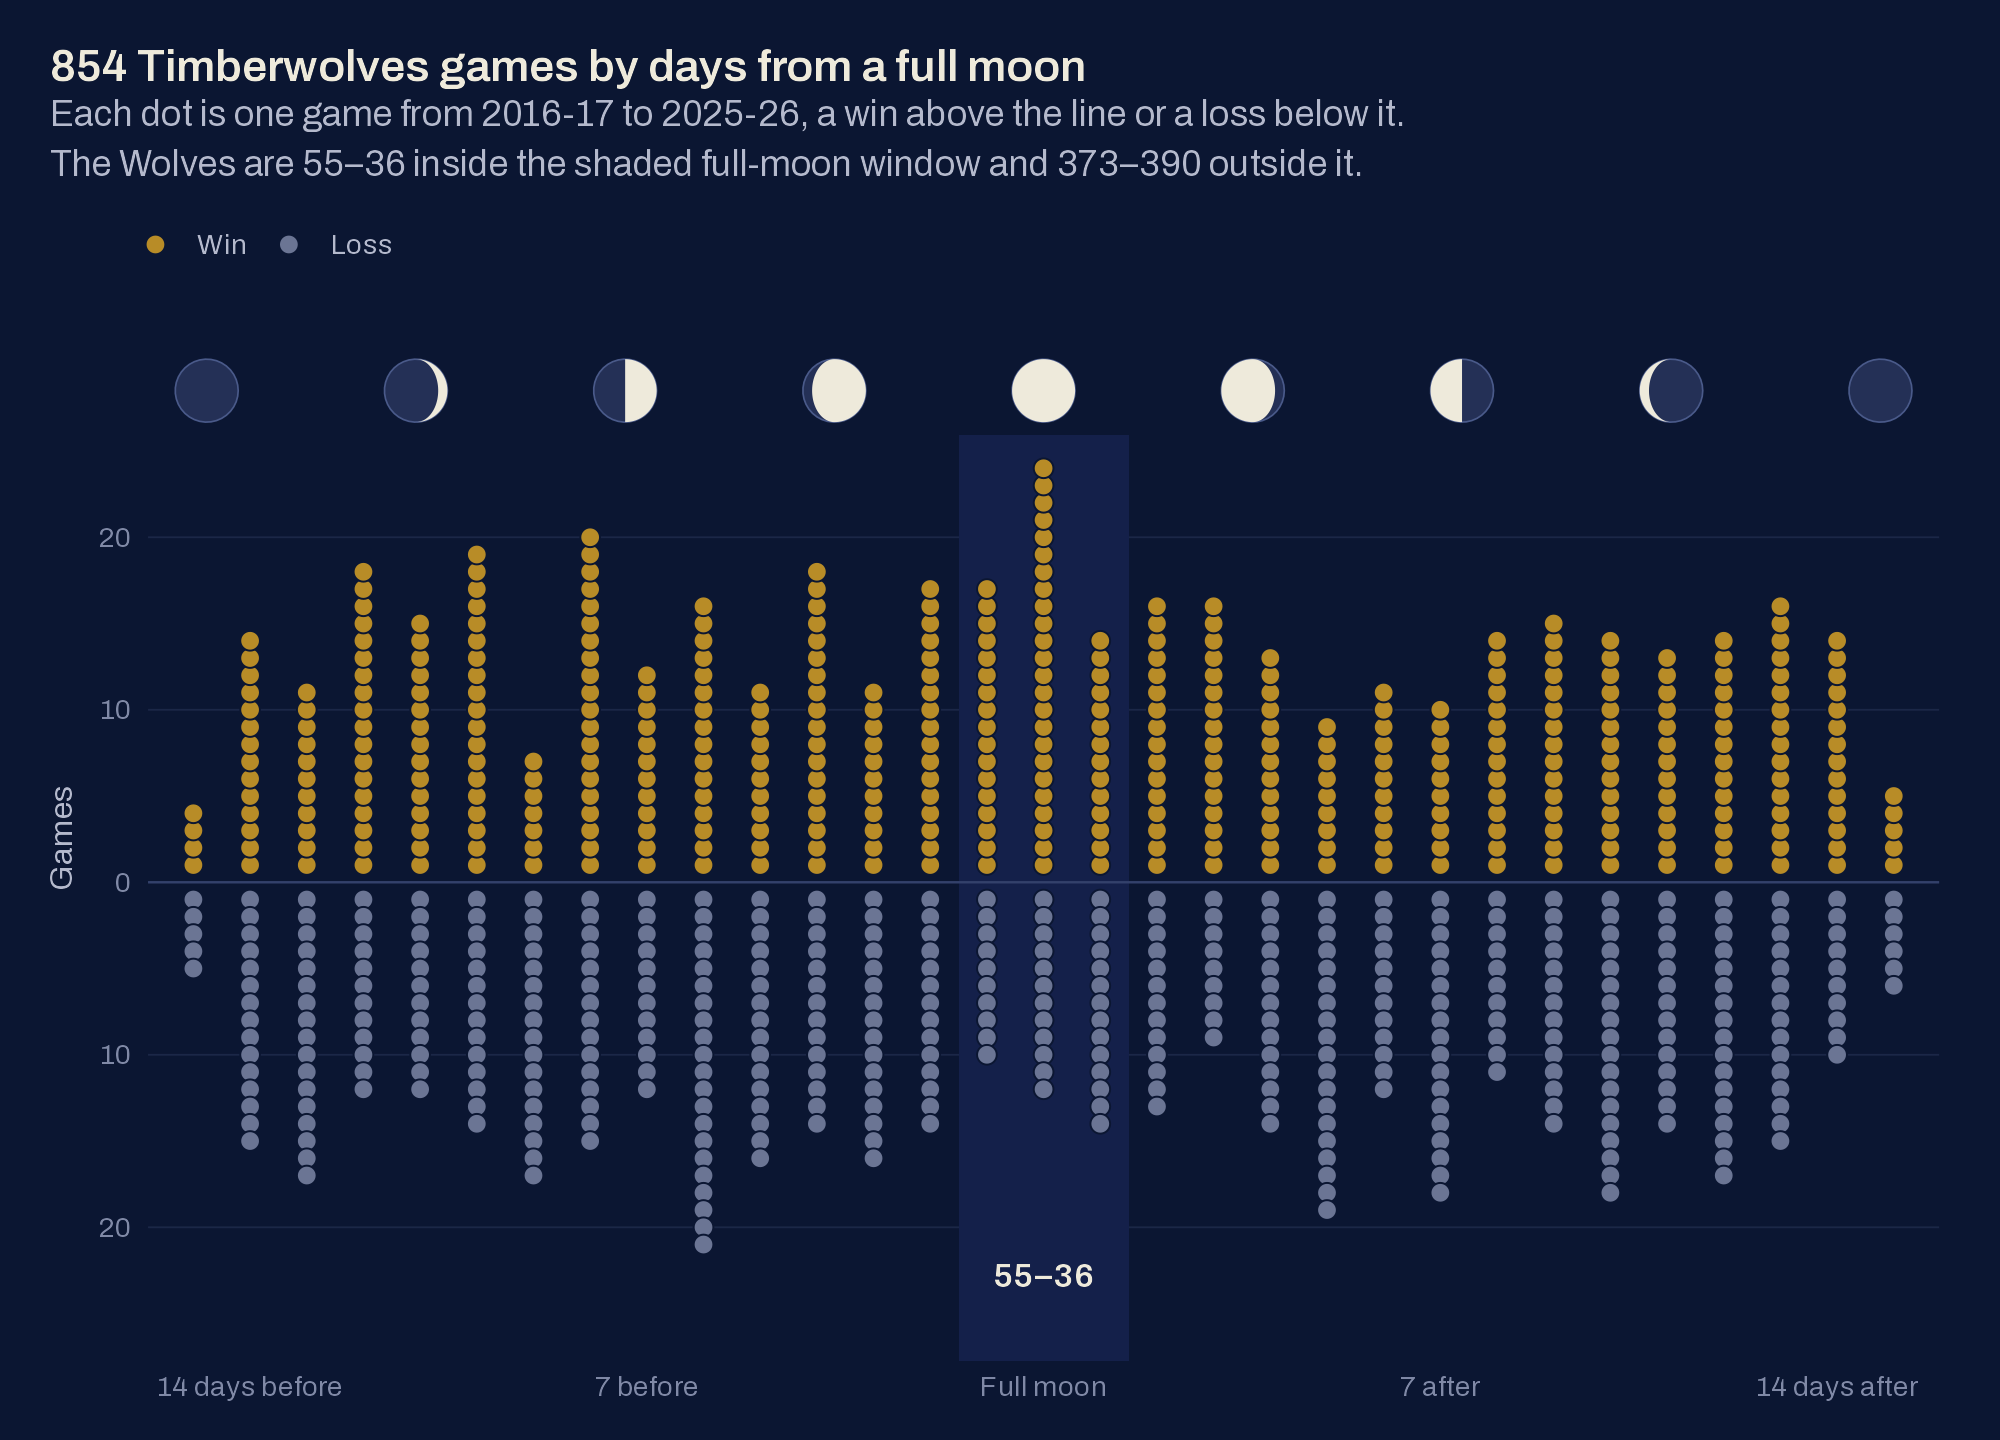 854 Timberwolves games by days from a full moon
Each dot is one game from 2016-17 to 2025-26, a win above the line or a loss below it.
The Wolves are 55–36 inside the shaded full-moon window and 373–390 outside it.
Win Loss
20
10
Games
0
10
20
55–36
14 days before 7 before Full moon 7 after 14 days after